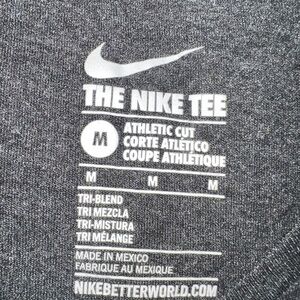 THE NIKE TEE
M
ATHLETIC CUT
CORTE ATLÉTICO
COUPE ATHLÉTIQUE
M M M
TRI-BLEND
TRI MEZCLA
TRI-MISTURA
TRI MÉLANGE
MADE IN MEXICO
FABRIQUE AU MEXIQUE
NIKEBETTERWORLD.COM